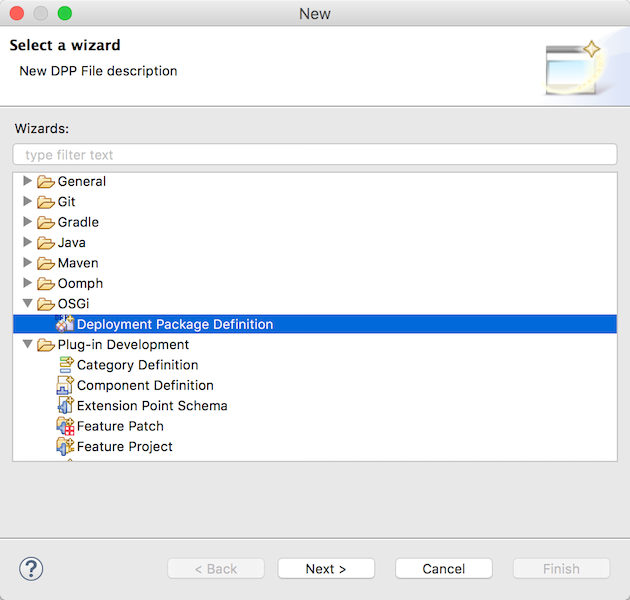 New
Select a wizard
New DPP File description
Wizards:
type filter text
General
Git
Gradle
Java
Maven
Oomph
OSGi
Deployment Package Definition
Plug-in Development
Category Definition
Component Definition
Extension Point Schema
Feature Patch
Feature Project
?
< Back
Next >
Cancel
Finish